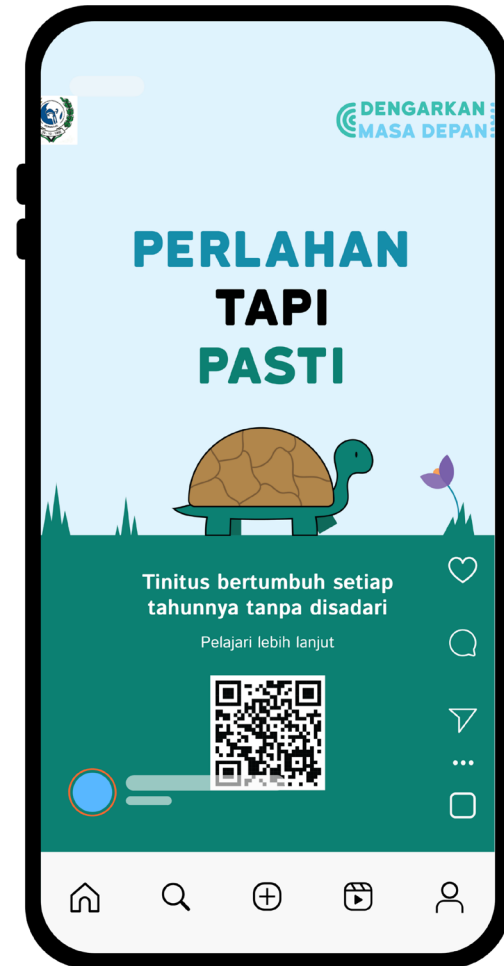 DENGARKAN
MASA DEPAN
PERLAHAN
TAPI
PASTI
Tinitus bertumbuh setiap
tahunnya tanpa disadari
Pelajari lebih lanjut